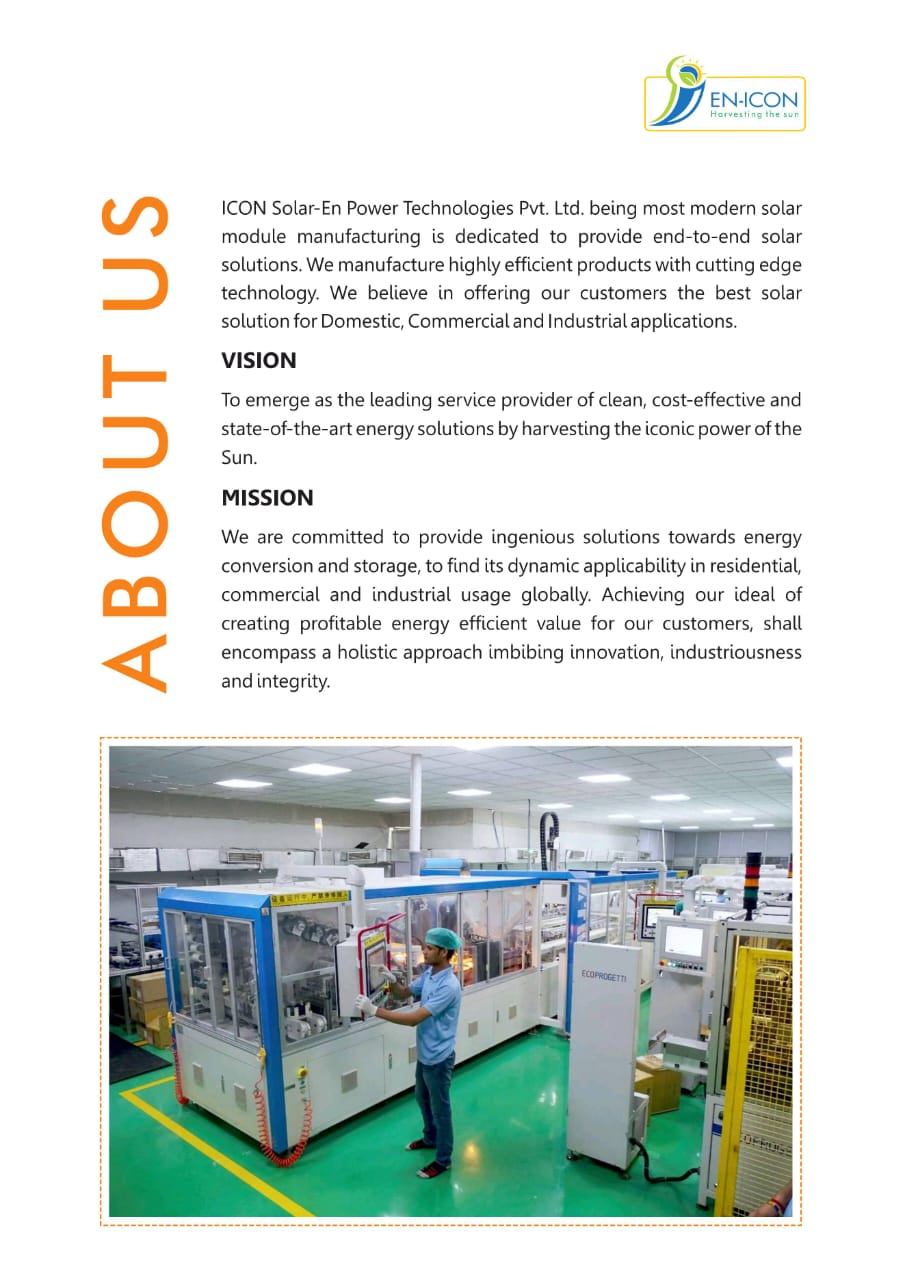 EN-ICON
Harvesting the sun
ABOUT US
ICON Solar-En Power Technologies Pvt. Ltd. being most modern solar
module manufacturing is dedicated to provide end-to-end solar
solutions. We manufacture highly efficient products with cutting edge
technology. We believe in offering our customers the best solar
solution for Domestic, Commercial and Industrial applications.
VISION
To emerge as the leading service provider of clean, cost-effective and
state-of-the-art energy solutions by harvesting the iconic power of the
Sun.
MISSION
We are committed to provide ingenious solutions towards energy
conversion and storage, to find its dynamic applicability in residential,
commercial and industrial usage globally. Achieving our ideal of
creating profitable energy efficient value for our customers, shall
encompass a holistic approach imbibing innovation, industriousness
and integrity.
ECOPROGETTI